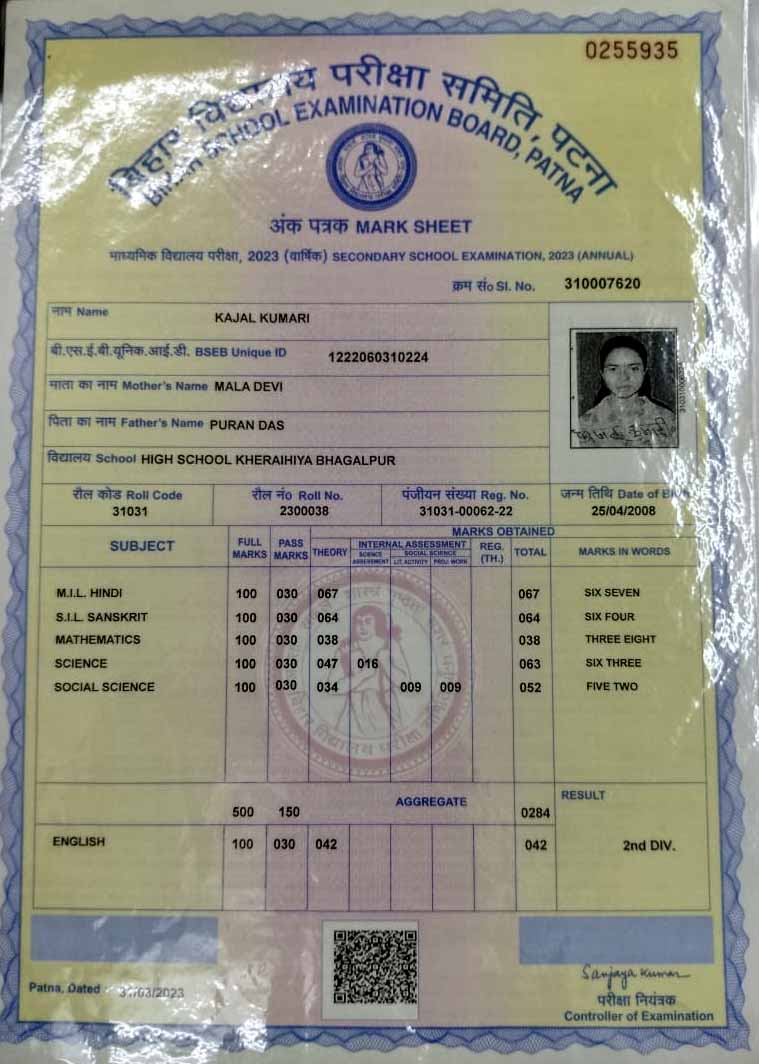 0255935
बिहार विद्यालय परीक्षा समिति, पटना
BIHAR SCHOOL EXAMINATION BOARD, PATNA
अंक पत्रक MARK SHEET
माध्यमिक विद्यालय परीक्षा, 2023 (वार्षिक) SECONDARY SCHOOL EXAMINATION, 2023 (ANNUAL)
क्रम सं० Sl. No. 310007620
नाम Name KAJAL KUMARI
बी.एस.ई.बी.यूनिक.आई.डी. BSEB Unique ID 1222060310224
माता का नाम Mother's Name MALA DEVI
पिता का नाम Father's Name PURAN DAS
विद्यालय School HIGH SCHOOL KHERAIHIYA BHAGALPUR
रौल कोड Roll Code रौल नं० Roll No. पंजीयन संख्या Reg. No. जन्म तिथि Date of Birth
31031 2300038 31031-00062-22 25/04/2008
SUBJECT FULL MARKS PASS MARKS MARKS OBTAINED MARKS IN WORDS
THEORY INTERNAL ASSESSMENT REG. (TH.) TOTAL
SCIENCE ASSESSMENT SOCIAL SCIENCE LIT. ACTIVITY PROJ. WORK
M.I.L. HINDI 100 030 067 067 SIX SEVEN
S.I.L. SANSKRIT 100 030 064 064 SIX FOUR
MATHEMATICS 100 030 038 038 THREE EIGHT
SCIENCE 100 030 047 016 063 SIX THREE
SOCIAL SCIENCE 100 030 034 009 009 052 FIVE TWO
500 150 AGGREGATE 0284 RESULT
ENGLISH 100 030 042 042 2nd DIV.
Patna, Dated 31/03/2023
Sanjaya Kumar
परीक्षा नियंत्रक
Controller of Examination